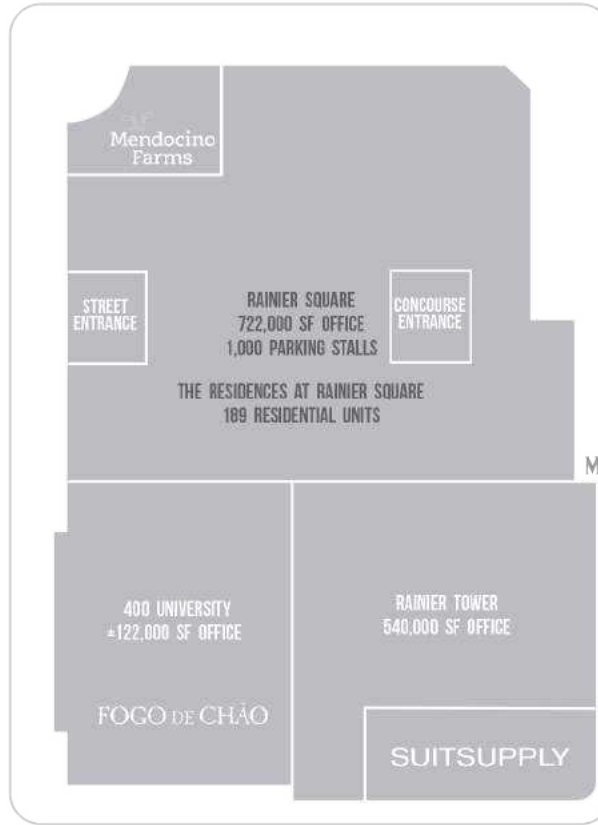 Mendocino
Farms
STREET
ENTRANCE
RAINIER SQUARE
722,000 SF OFFICE
1,000 PARKING STALLS
CONCOURSE
ENTRANCE
THE RESIDENCES AT RAINIER SQUARE
189 RESIDENTIAL UNITS
M
400 UNIVERSITY
±122,000 SF OFFICE
FOGO DE CHÃO
RAINIER TOWER
540,000 SF OFFICE
SUITSUPPLY